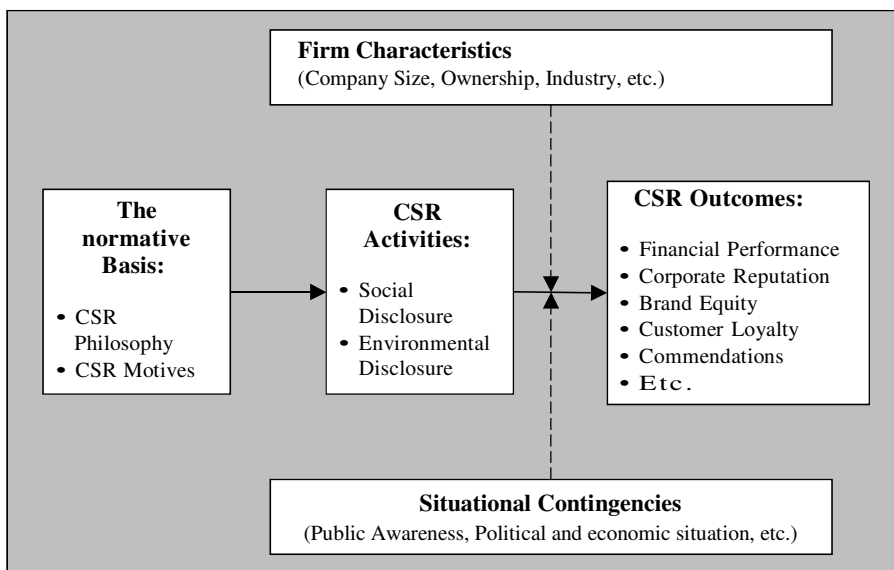 Firm Characteristics
(Company Size, Ownership, Industry, etc.)
The
normative
Basis:
• CSR
Philosophy
• CSR Motives
CSR
Activities:
• Social
Disclosure
• Environmental
Disclosure
CSR Outcomes:
• Financial Performance
• Corporate Reputation
• Brand Equity
• Customer Loyalty
• Commendations
• Etc.
Situational Contingencies
(Public Awareness, Political and economic situation, etc.)